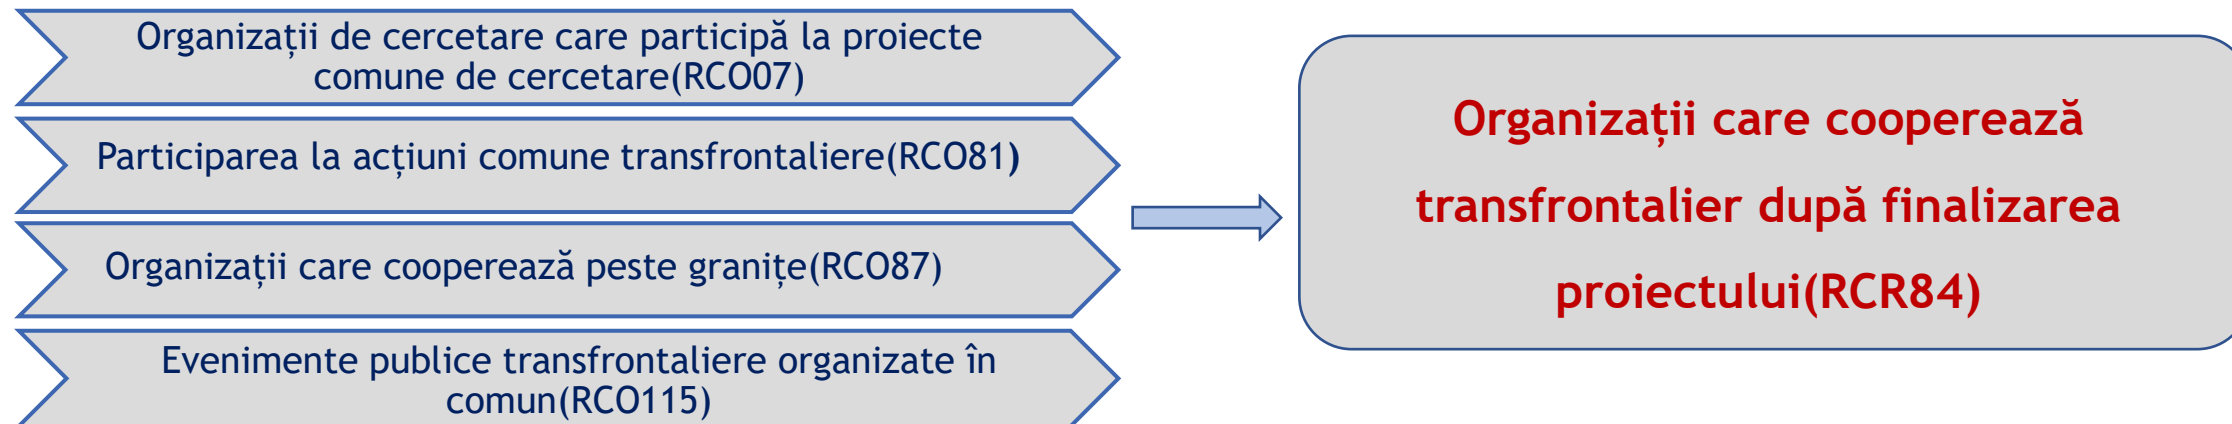 Organizații de cercetare care participă la proiecte
comune de cercetare(RCO07)
Participarea la acțiuni comune transfrontaliere(RCO81)
Organizații care cooperează peste granițe(RCO87)
Evenimente publice transfrontaliere organizate în
comun(RCO115)
Organizații care cooperează
transfrontalier după finalizarea
proiectului(RCR84)